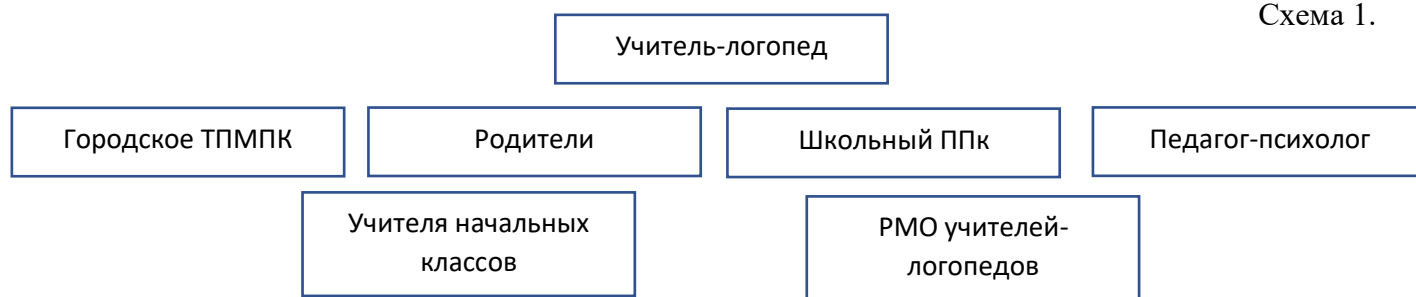 Схема 1.
Учитель-логопед
Городское ТПМПК
Родители
Школьный ППк
Педагог-психолог
Учителя начальных
классов
РМО учителей-
логопедов